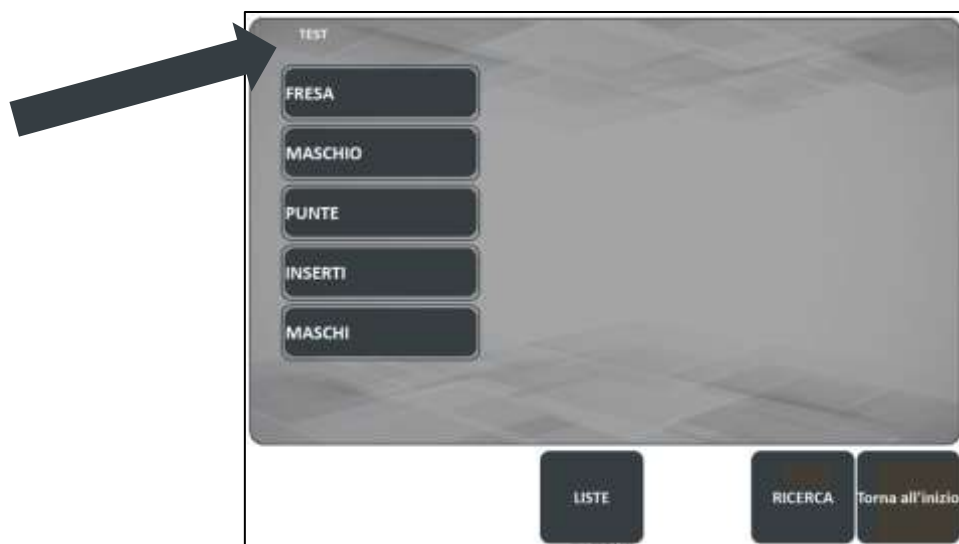 TEST
FRESA
MASCHIO
PUNTE
INSERTI
MASCHI
LISTE
RICERCA
Torna all'inizio